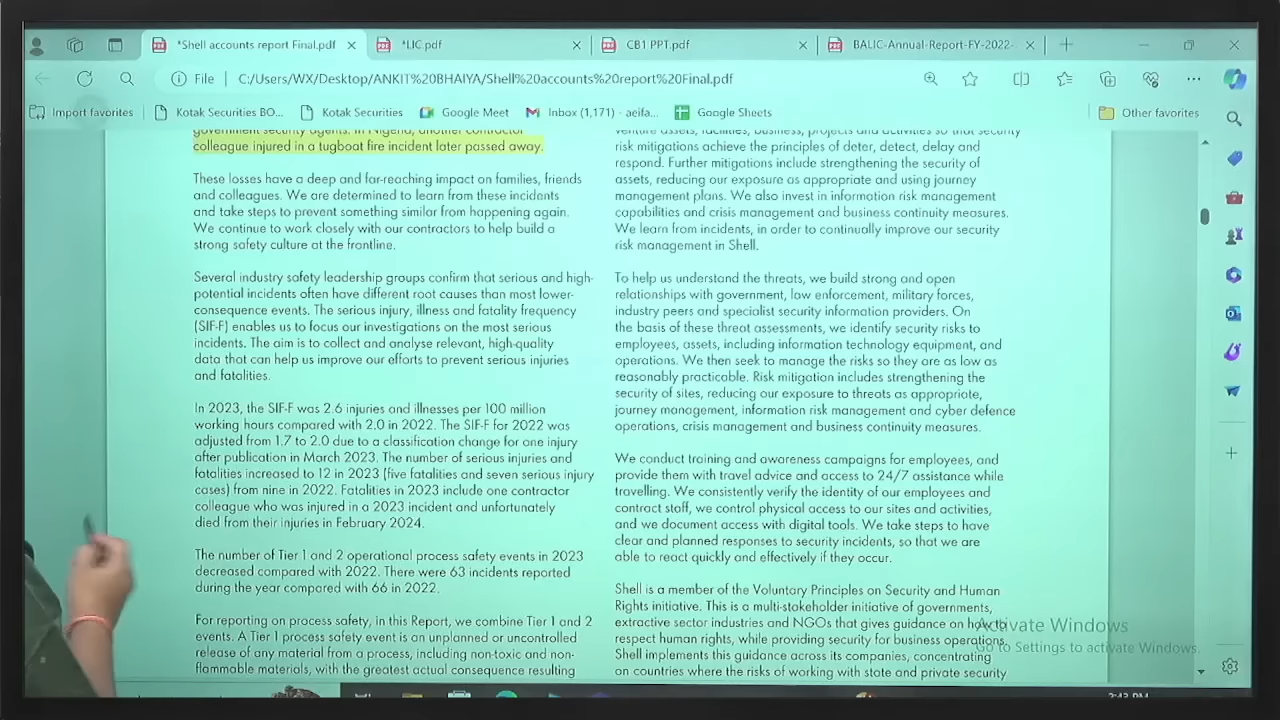 *Shell accounts report Final.pdf
*LIC.pdf
CB1 PPT.pdf
BALIC-Annual-Report-FY-2022-
File
C:/Users/WX/Desktop/ANKIT%20BHAIYA/Shell%20accounts%20report%20Final.pdf
Import favorites
Kotak Securities BO...
Kotak Securities
Google Meet
Inbox (1,171) - aeifa...
Google Sheets
Other favorites
government security agents. In Nigeria, another contractor
colleague injured in a tugboat fire incident later passed away.
These losses have a deep and far-reaching impact on families, friends
and colleagues. We are determined to learn from these incidents
and take steps to prevent something similar from happening again.
We continue to work closely with our contractors to help build a
strong safety culture at the frontline.
Several industry safety leadership groups confirm that serious and high-
potential incidents often have different root causes than most lower-
consequence events. The serious injury, illness and fatality frequency
(SIF-F) enables us to focus our investigations on the most serious
incidents. The aim is to collect and analyse relevant, high-quality
data that can help us improve our efforts to prevent serious injuries
and fatalities.
In 2023, the SIF-F was 2.6 injuries and illnesses per 100 million
working hours compared with 2.0 in 2022. The SIF-F for 2022 was
adjusted from 1.7 to 2.0 due to a classification change for one injury
after publication in March 2023. The number of serious injuries and
fatalities increased to 12 in 2023 (five fatalities and seven serious injury
cases) from nine in 2022. Fatalities in 2023 include one contractor
colleague who was injured in a 2023 incident and unfortunately
died from their injuries in February 2024.
The number of Tier 1 and 2 operational process safety events in 2023
decreased compared with 2022. There were 63 incidents reported
during the year compared with 66 in 2022.
For reporting on process safety, in this Report, we combine Tier 1 and 2
events. A Tier 1 process safety event is an unplanned or uncontrolled
release of any material from a process, including non-toxic and non-
flammable materials, with the greatest actual consequence resulting
venture assets, facilities, business, projects and activities so that security
risk mitigations achieve the principles of deter, detect, delay and
respond. Further mitigations include strengthening the security of
assets, reducing our exposure as appropriate and using journey
management plans. We also invest in information risk management
capabilities and crisis management and business continuity measures.
We learn from incidents, in order to continually improve our security
risk management in Shell.
To help us understand the threats, we build strong and open
relationships with government, law enforcement, military forces,
industry peers and specialist security information providers. On
the basis of these threat assessments, we identify security risks to
employees, assets, including information technology equipment, and
operations. We then seek to manage the risks so they are as low as
reasonably practicable. Risk mitigation includes strengthening the
security of sites, reducing our exposure to threats as appropriate,
journey management, information risk management and cyber defence
operations, crisis management and business continuity measures.
We conduct training and awareness campaigns for employees, and
provide them with travel advice and access to 24/7 assistance while
travelling. We consistently verify the identity of our employees and
contract staff, we control physical access to our sites and activities,
and we document access with digital tools. We take steps to have
clear and planned responses to security incidents, so that we are
able to react quickly and effectively if they occur.
Shell is a member of the Voluntary Principles on Security and Human
Rights initiative. This is a multi-stakeholder initiative of governments,
extractive sector industries and NGOs that gives guidance on how to
respect human rights, while providing security for business operations.
Shell implements this guidance across its companies, concentrating
on countries where the risks of working with state and private security
Activate Windows
Go to Settings to activate Windows.
2:43 PM